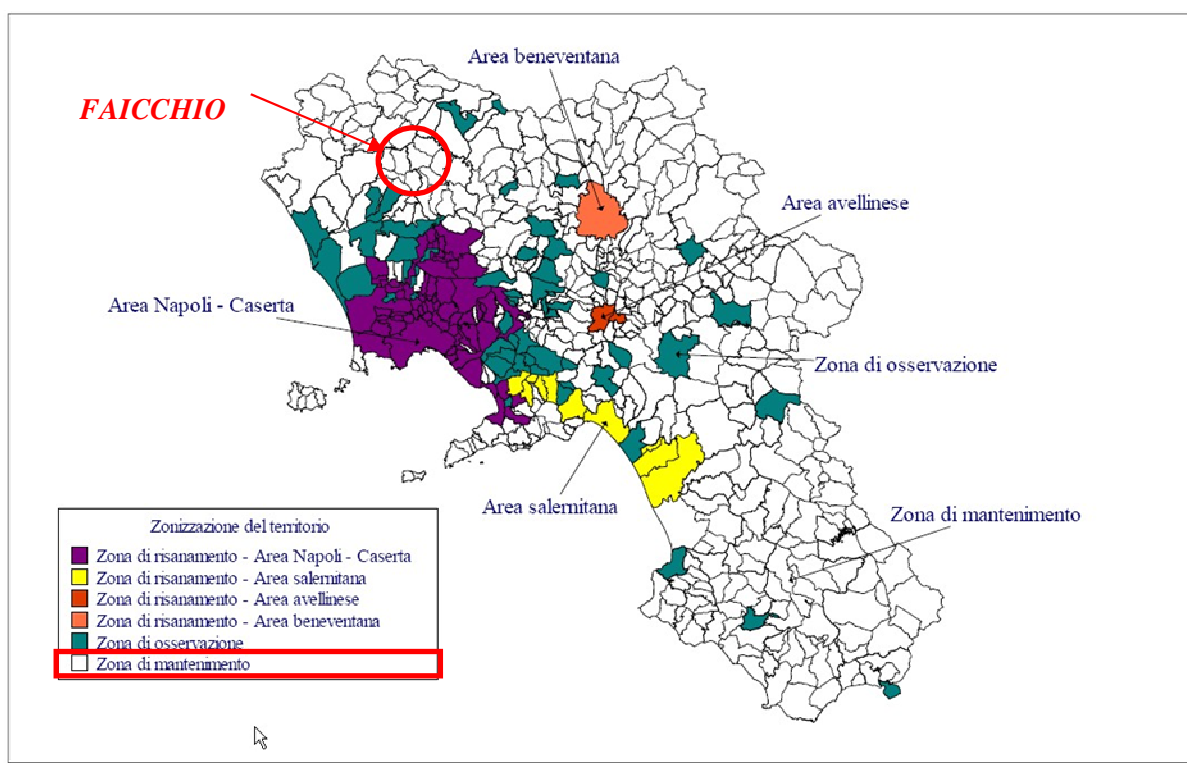 Area beneventana
FAICCHIO
Area avellinese
Area Napoli - Caserta
Zona di osservazione
Area salernitana
Zona di mantenimento
Zonizzazione del territorio
Zona di risanamento - Area Napoli - Caserta
Zona di risanamento - Area salernitana
Zona di risanamento - Area avellinese
Zona di risanamento - Area beneventana
Zona di osservazione
Zona di mantenimento